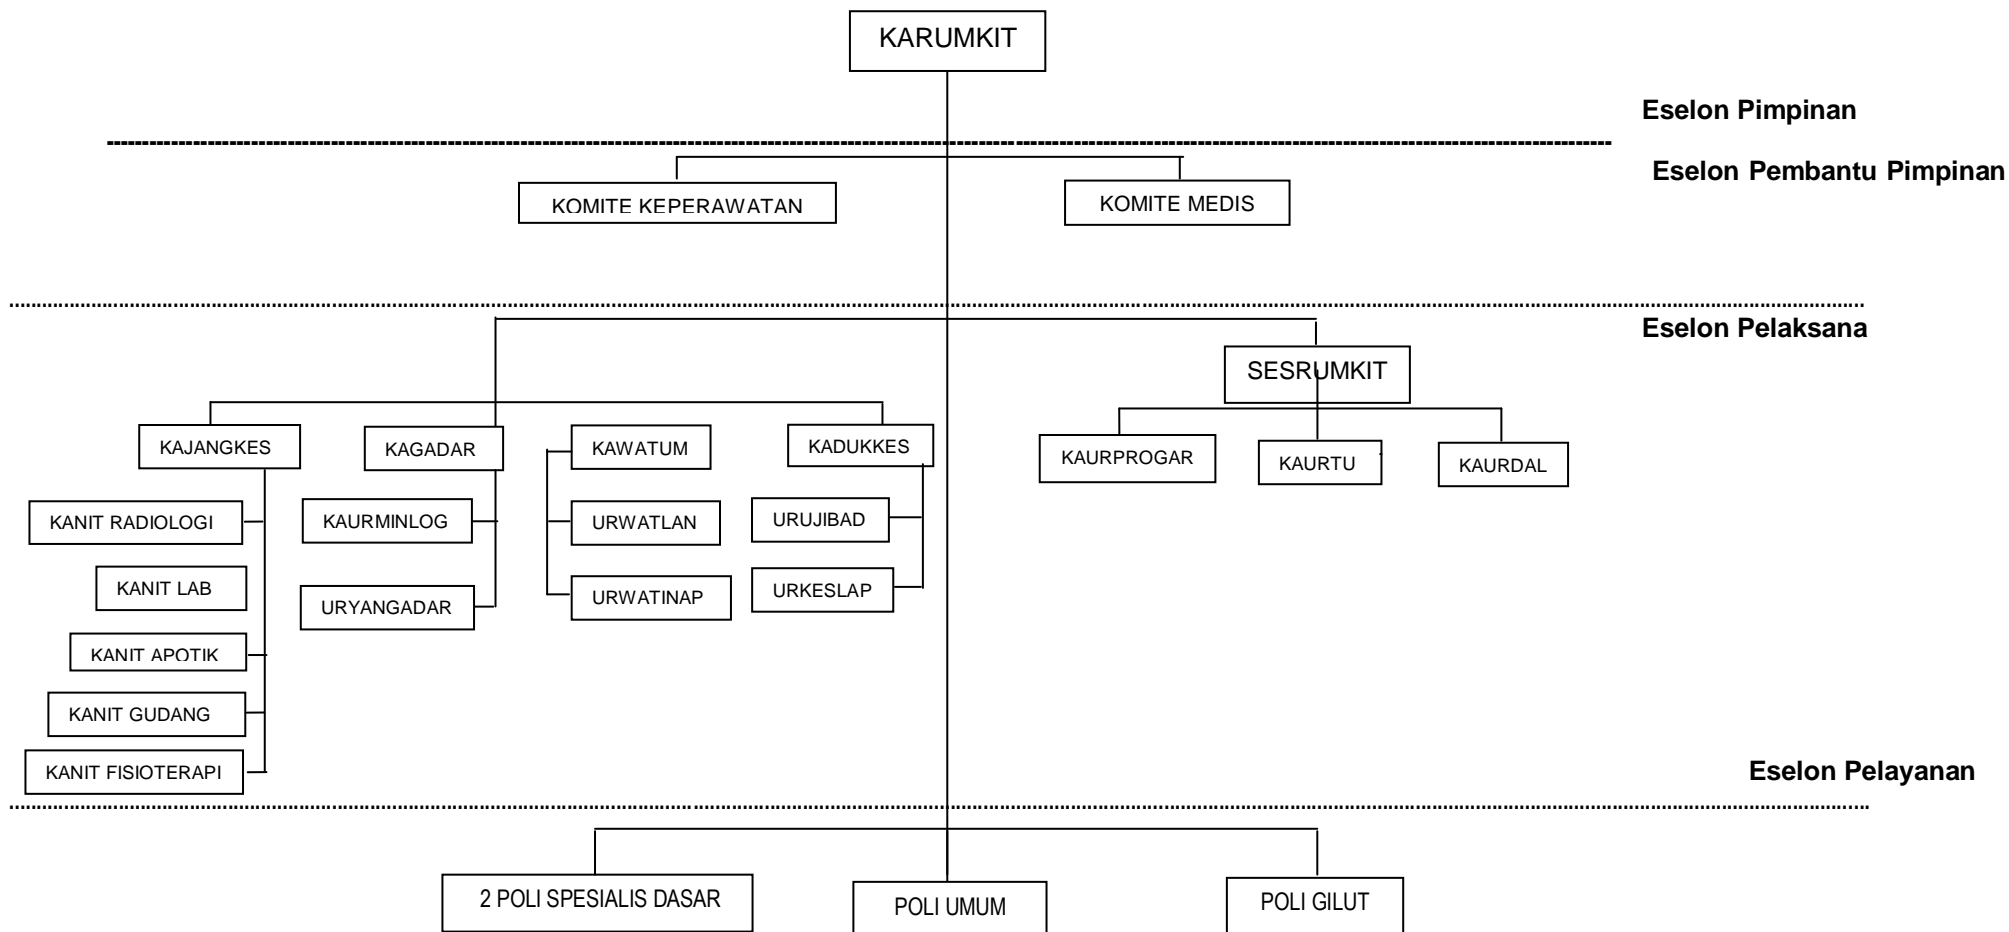 KARUMKIT
Eselon Pimpinan
Eselon Pembantu Pimpinan
KOMITE KEPERAWATAN
KOMITE MEDIS
Eselon Pelaksana
SESRUMKIT
KAJANGKES
KAGADAR
KAWATUM
KADUKKES
KAURPROGAR
KAURTU
KAURDAL
KANIT RADIOLOGI
KAURMINLOG
URWATLAN
URUJIBAD
KANIT LAB
URYANGADAR
URWATINAP
URKESLAP
KANIT APOTIK
KANIT GUDANG
KANIT FISIOTERAPI
Eselon Pelayanan
2 POLI SPESIALIS DASAR
POLI UMUM
POLI GILUT